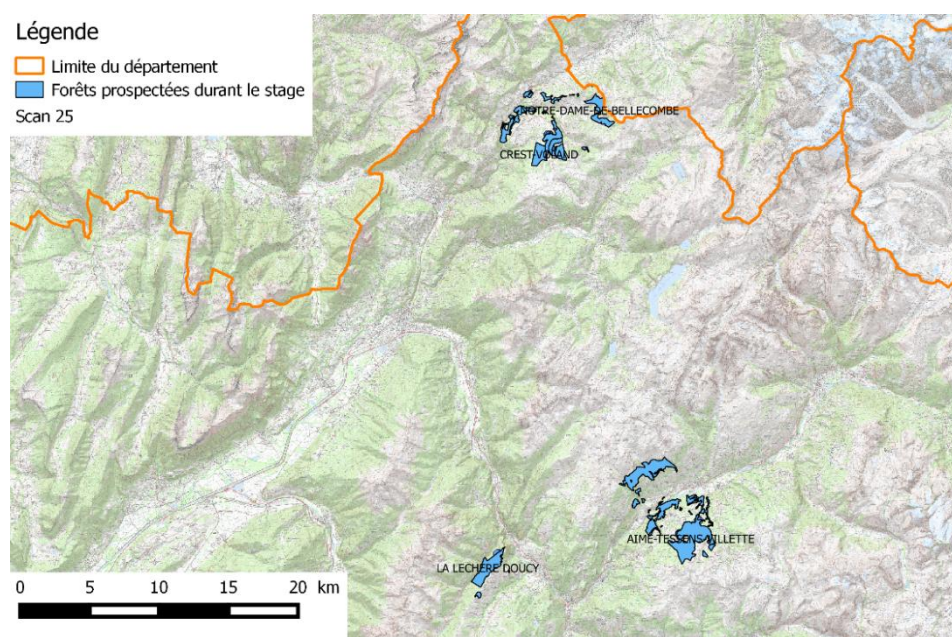 Légende
Limite du département
Forêts prospectées durant le stage
Scan 25
NOTRE-DAME-DE-BELLECOMBE
CREST-VOLAND
AIME-TESSENS-VILLETTE
LA LECHERE DOUCY
0 5 10 15 20 km